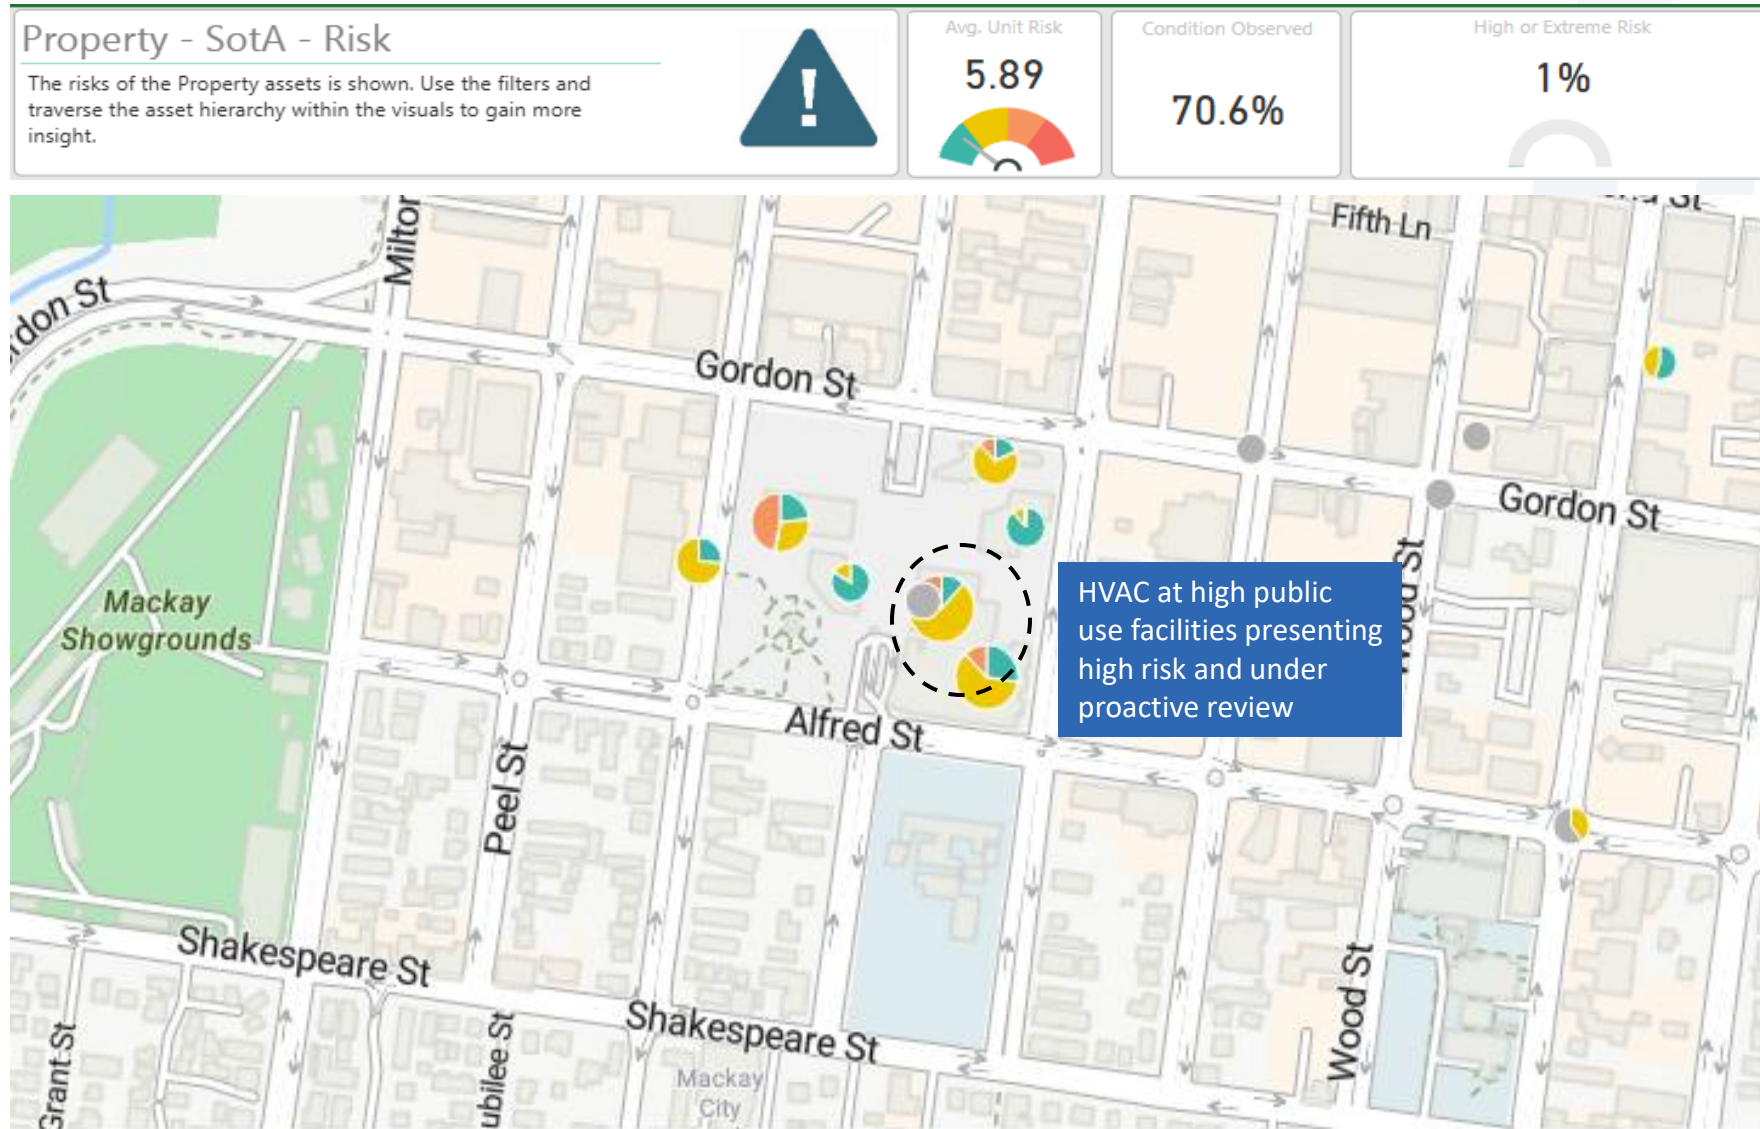 Property - SotA - Risk
The risks of the Property assets is shown. Use the filters and
traverse the asset hierarchy within the visuals to gain more
insight.
Avg. Unit Risk
5.89
Condition Observed
70.6%
High or Extreme Risk
1%
Milton
Fifth Ln
St
Gordon St
Gordon St
Wood St
Mackay
Showgrounds
HVAC at high public
use facilities presenting
high risk and under
proactive review
Alfred St
Peel St
Shakespeare St
Shakespeare St
Wood St
Grant St
Mackay
City